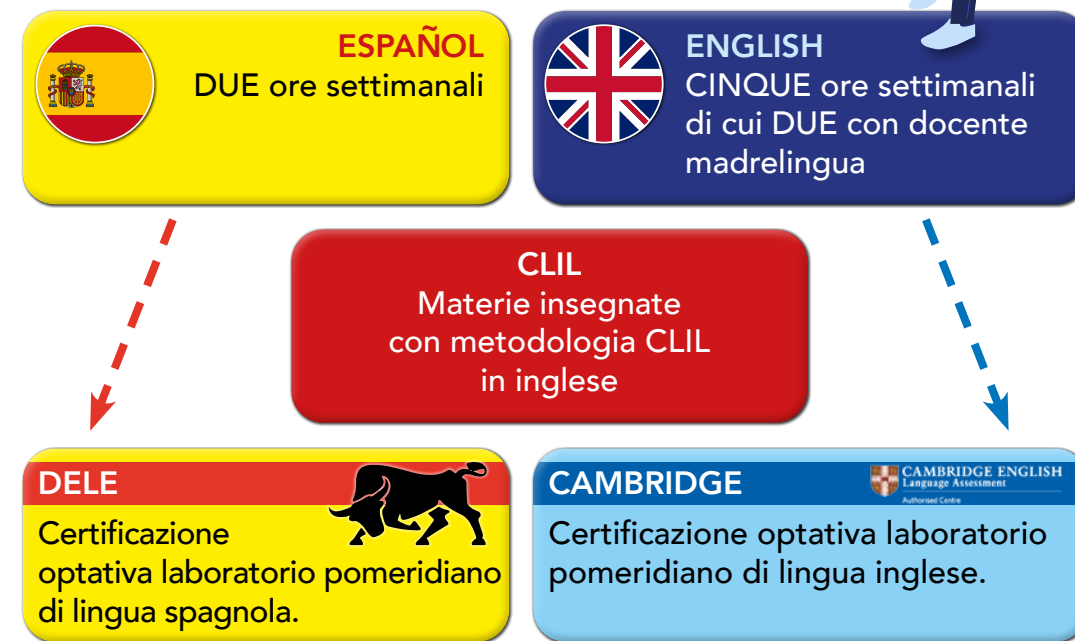 ESPAÑOL
DUE ore settimanali
ENGLISH
CINQUE ore settimanali
di cui DUE con docente
madrelingua
CLIL
Materie insegnate
con metodologia CLIL
in inglese
DELE
Certificazione
optativa laboratorio pomeridiano
di lingua spagnola.
CAMBRIDGE
CAMBRIDGE ENGLISH
Language Assessment
Authorised Centre
Certificazione optativa laboratorio
pomeridiano di lingua inglese.